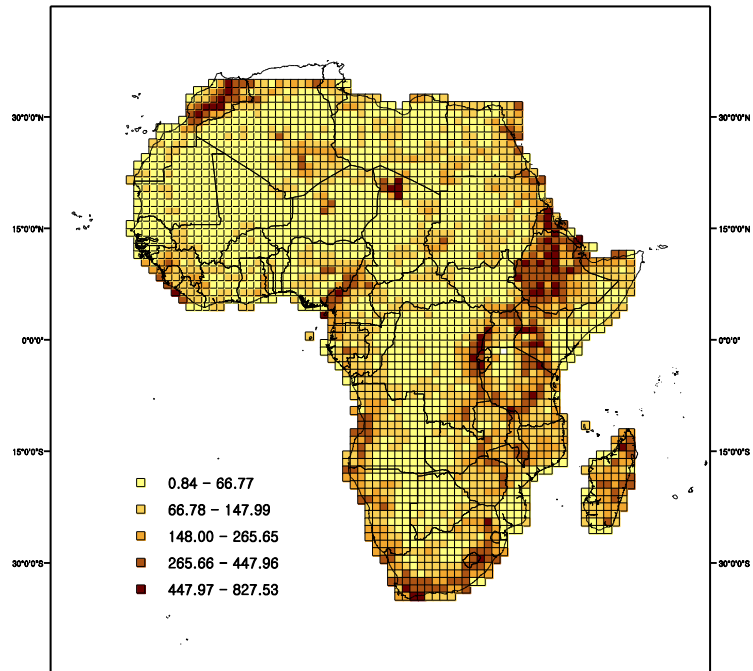 30°0'0"N
30°0'0"N
15°0'0"N
15°0'0"N
0°0'0"
0°0'0"
15°0'0"S
15°0'0"S
30°0'0"S
30°0'0"S
0.84 – 66.77
66.78 – 147.99
148.00 – 265.65
265.66 – 447.96
447.97 – 827.53